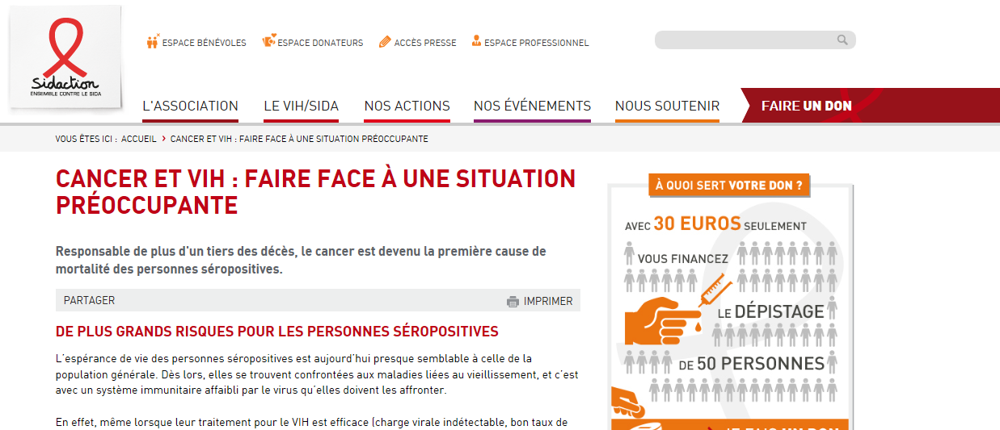 Sidaction
ENSEMBLE CONTRE LE SIDA
ESPACE BÉNÉVOLES
ESPACE DONATEURS
ACCÈS PRESSE
ESPACE PROFESSIONNEL
L'ASSOCIATION
LE VIH/SIDA
NOS ACTIONS
NOS ÉVÉNEMENTS
NOUS SOUTENIR
FAIRE UN DON
VOUS ÊTES ICI : ACCUEIL > CANCER ET VIH : FAIRE FACE À UNE SITUATION PRÉOCCUPANTE
CANCER ET VIH : FAIRE FACE À UNE SITUATION
PRÉOCCUPANTE
Responsable de plus d'un tiers des décès, le cancer est devenu la première cause de
mortalité des personnes séropositives.
PARTAGER
IMPRIMER
DE PLUS GRANDS RISQUES POUR LES PERSONNES SÉROPOSITIVES
L'espérance de vie des personnes séropositives est aujourd'hui presque semblable à celle de la
population générale. Dès lors, elles se trouvent confrontées aux maladies liées au vieillissement, et c'est
avec un système immunitaire affaibli par le virus qu'elles doivent les affronter.
En effet, même lorsque leur traitement pour le VIH est efficace (charge virale indétectable, bon taux de
À QUOI SERT VOTRE DON ?
AVEC 30 EUROS SEULEMENT
VOUS FINANCEZ
LE DÉPISTAGE
DE 50 PERSONNES
JE FAIS UN DON